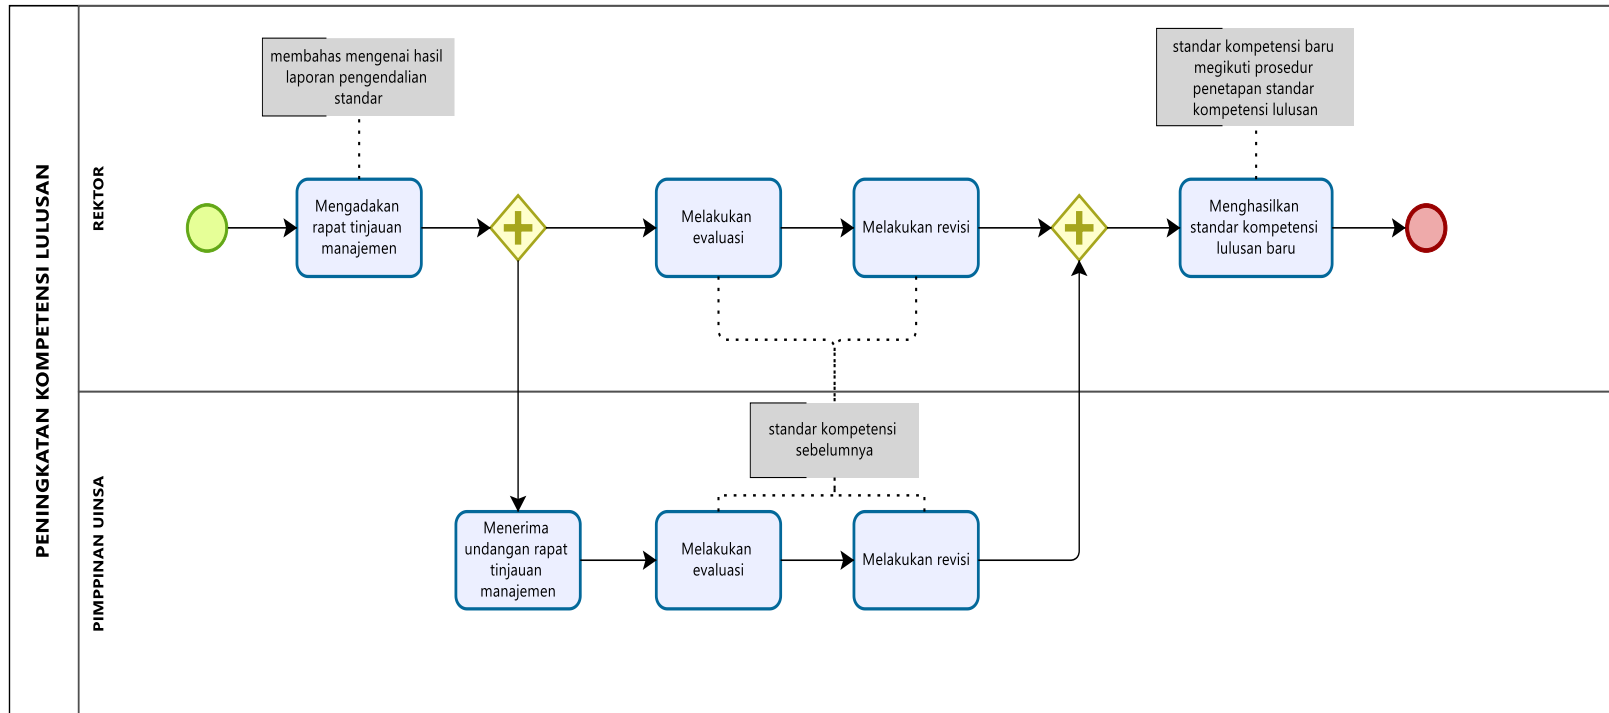 PENINGKATAN KOMPETENSI LULUSAN
REKTOR
membahas mengenai hasil
laporan pengendalian
standar
standar kompetensi baru
megikuti prosedur
penetapan standar
kompetensi lulusan
Mengadakan
rapat tinjauan
manajemen
Melakukan
evaluasi
Melakukan revisi
Menghasilkan
standar kompetensi
lulusan baru
PIMPPINAN UINSA
standar kompetensi
sebelumnya
Menerima
undangan rapat
tinjauan
manajemen
Melakukan
evaluasi
Melakukan revisi